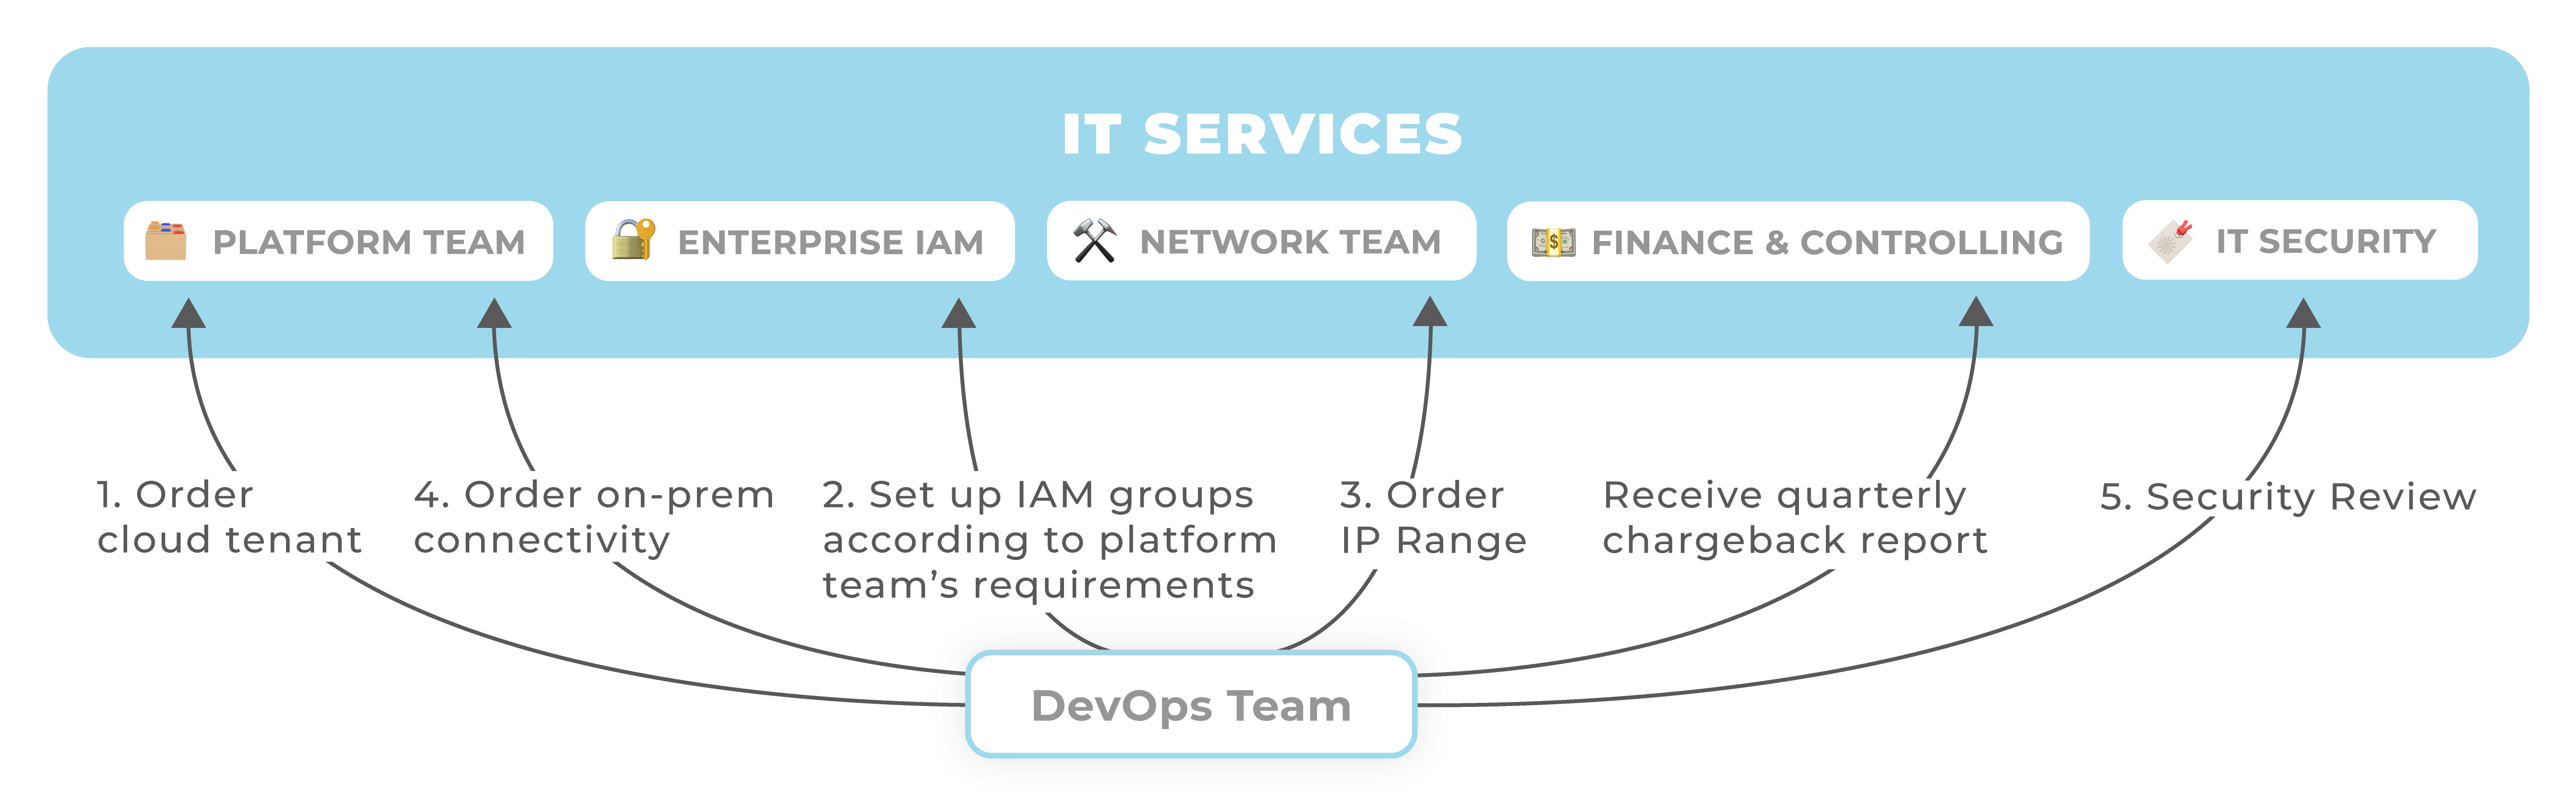 IT SERVICES
PLATFORM TEAM
ENTERPRISE IAM
NETWORK TEAM
FINANCE & CONTROLLING
IT SECURITY
1. Order
cloud tenant
4. Order on-prem
connectivity
2. Set up IAM groups
according to platform
team’s requirements
3. Order
IP Range
Receive quarterly
chargeback report
5. Security Review
DevOps Team